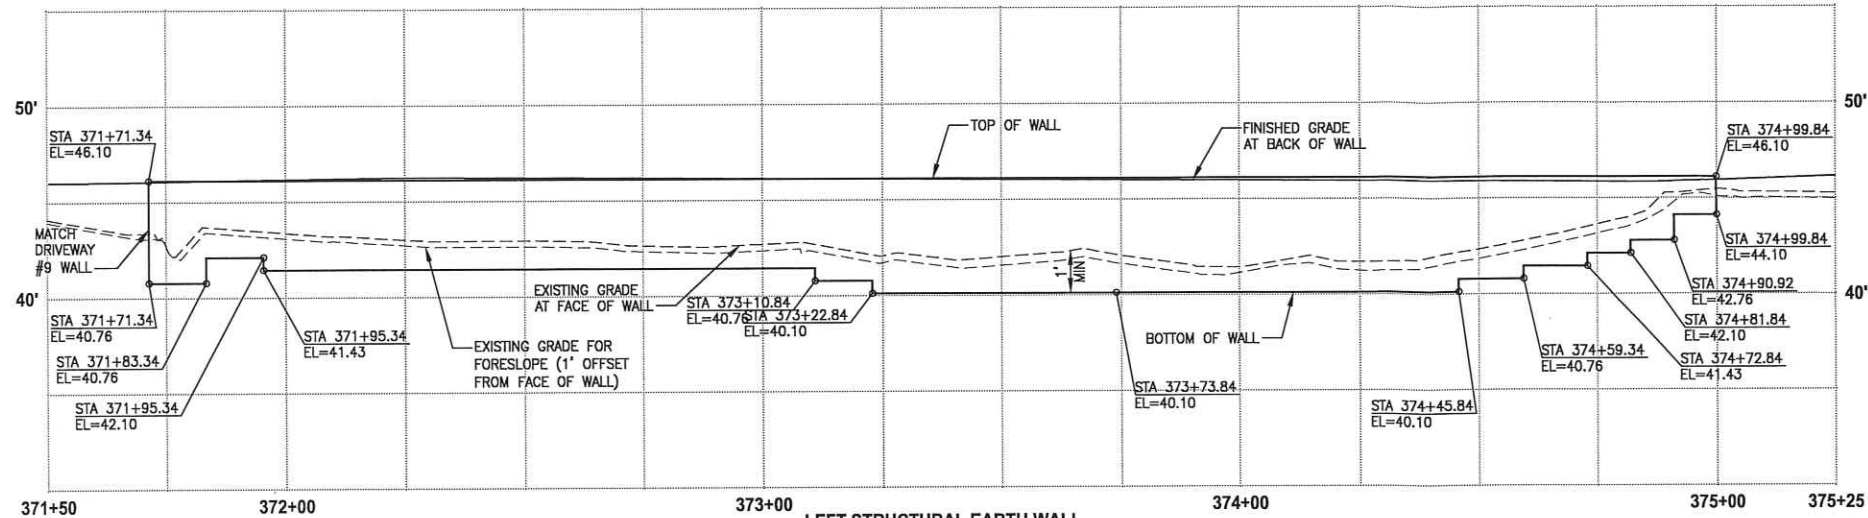 50'
50'
STA 371+71.34
EL=46.10
TOP OF WALL
FINISHED GRADE
AT BACK OF WALL
STA 374+99.84
EL=46.10
MATCH
DRIVEWAY
#9 WALL
1'
MIN
STA 374+99.84
EL=44.10
40'
40'
EXISTING GRADE
AT FACE OF WALL
STA 373+10.84
EL=40.76
STA 373+22.84
EL=40.10
STA 374+90.92
EL=42.76
STA 371+71.34
EL=40.76
STA 371+95.34
EL=41.43
BOTTOM OF WALL
STA 374+81.84
EL=42.10
STA 371+83.34
EL=40.76
EXISTING GRADE FOR
FORESLOPE (1' OFFSET
FROM FACE OF WALL)
STA 374+59.34
EL=40.76
STA 374+72.84
EL=41.43
STA 373+73.84
EL=40.10
STA 371+95.34
EL=42.10
STA 374+45.84
EL=40.10
371+50
372+00
373+00
374+00
375+00
375+25
LEFT STRUCTURAL EARTH WALL